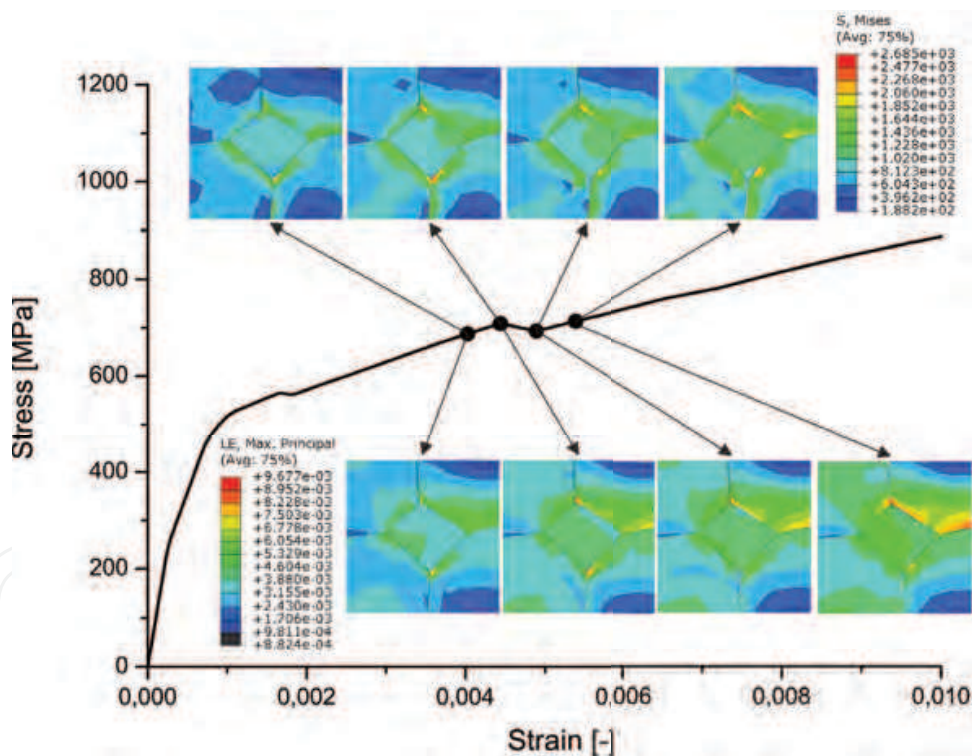 S, Mises
(Avg: 75%)
+2.685e+03
+2.477e+03
+2.268e+03
+2.060e+03
+1.852e+03
+1.644e+03
+1.436e+03
+1.228e+03
+1.020e+03
+8.123e+02
+6.043e+02
+3.962e+02
+1.882e+02
1200
1000
800
600
400
200
0
Stress [MPa]
LE, Max. Principal
(Avg: 75%)
+9.677e-03
+8.952e-03
+8.228e-03
+7.503e-03
+6.778e-03
+6.054e-03
+5.329e-03
+4.604e-03
+3.880e-03
+3.155e-03
+2.430e-03
+1.706e-03
+9.811e-04
+8.824e-04
0,000
0,002
0,004
0,006
0,008
0,010
Strain [-]